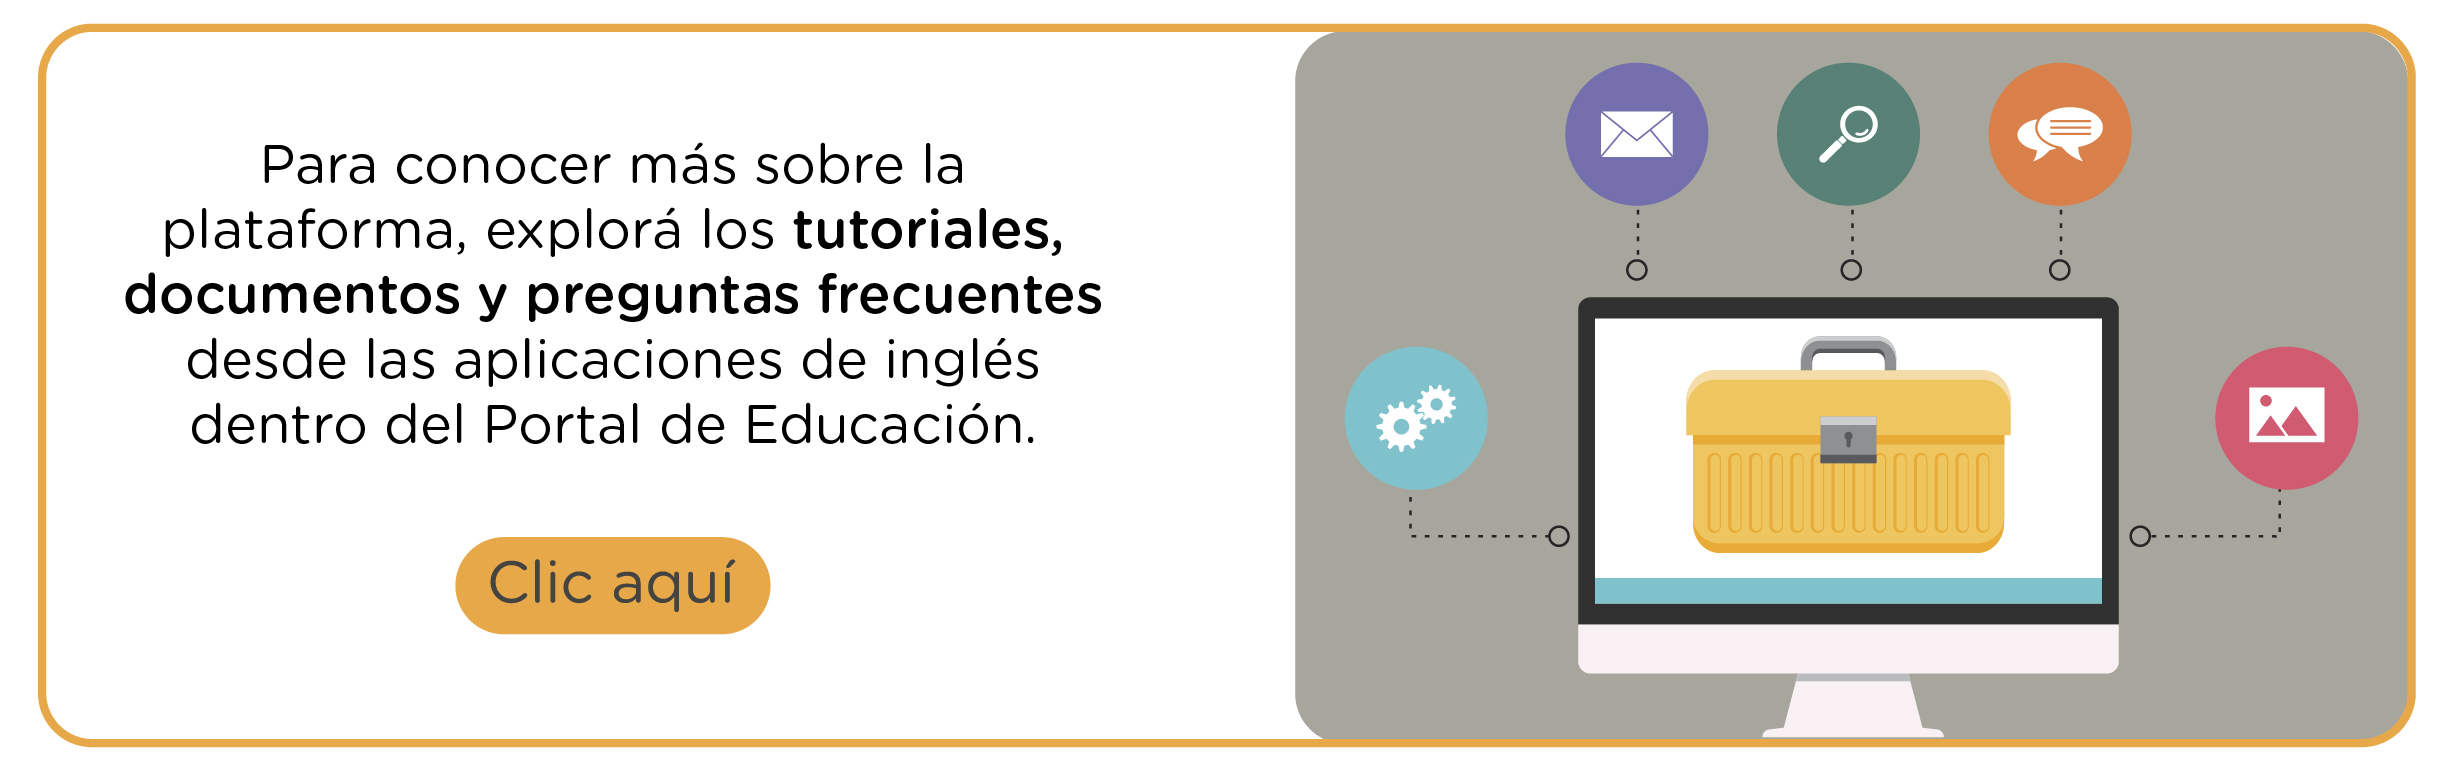 Para conocer más sobre la
plataforma, explorá los tutoriales,
documentos y preguntas frecuentes
desde las aplicaciones de inglés
dentro del Portal de Educación.
Clic aquí